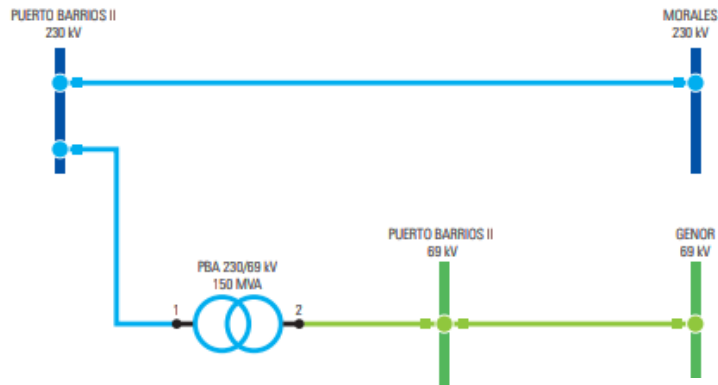 PUERTO BARRIOS II
230 kV
MORALES
230 kV
PUERTO BARRIOS II
69 kV
GENOR
69 kV
PBA 230/69 kV
150 MVA
1
2